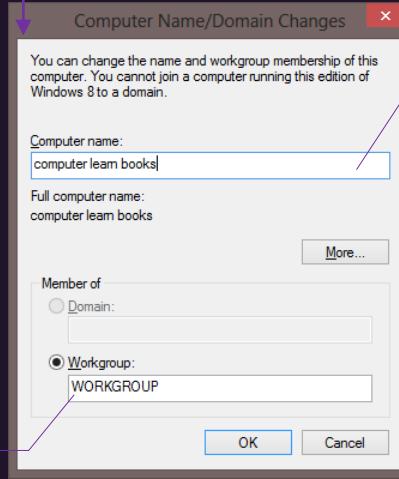 Computer Name/Domain Changes
You can change the name and workgroup membership of this
computer. You cannot join a computer running this edition of
Windows 8 to a domain.
Computer name:
computer learn books
Full computer name:
computer learn books
More...
Member of
Domain:
Workgroup:
WORKGROUP
OK Cancel